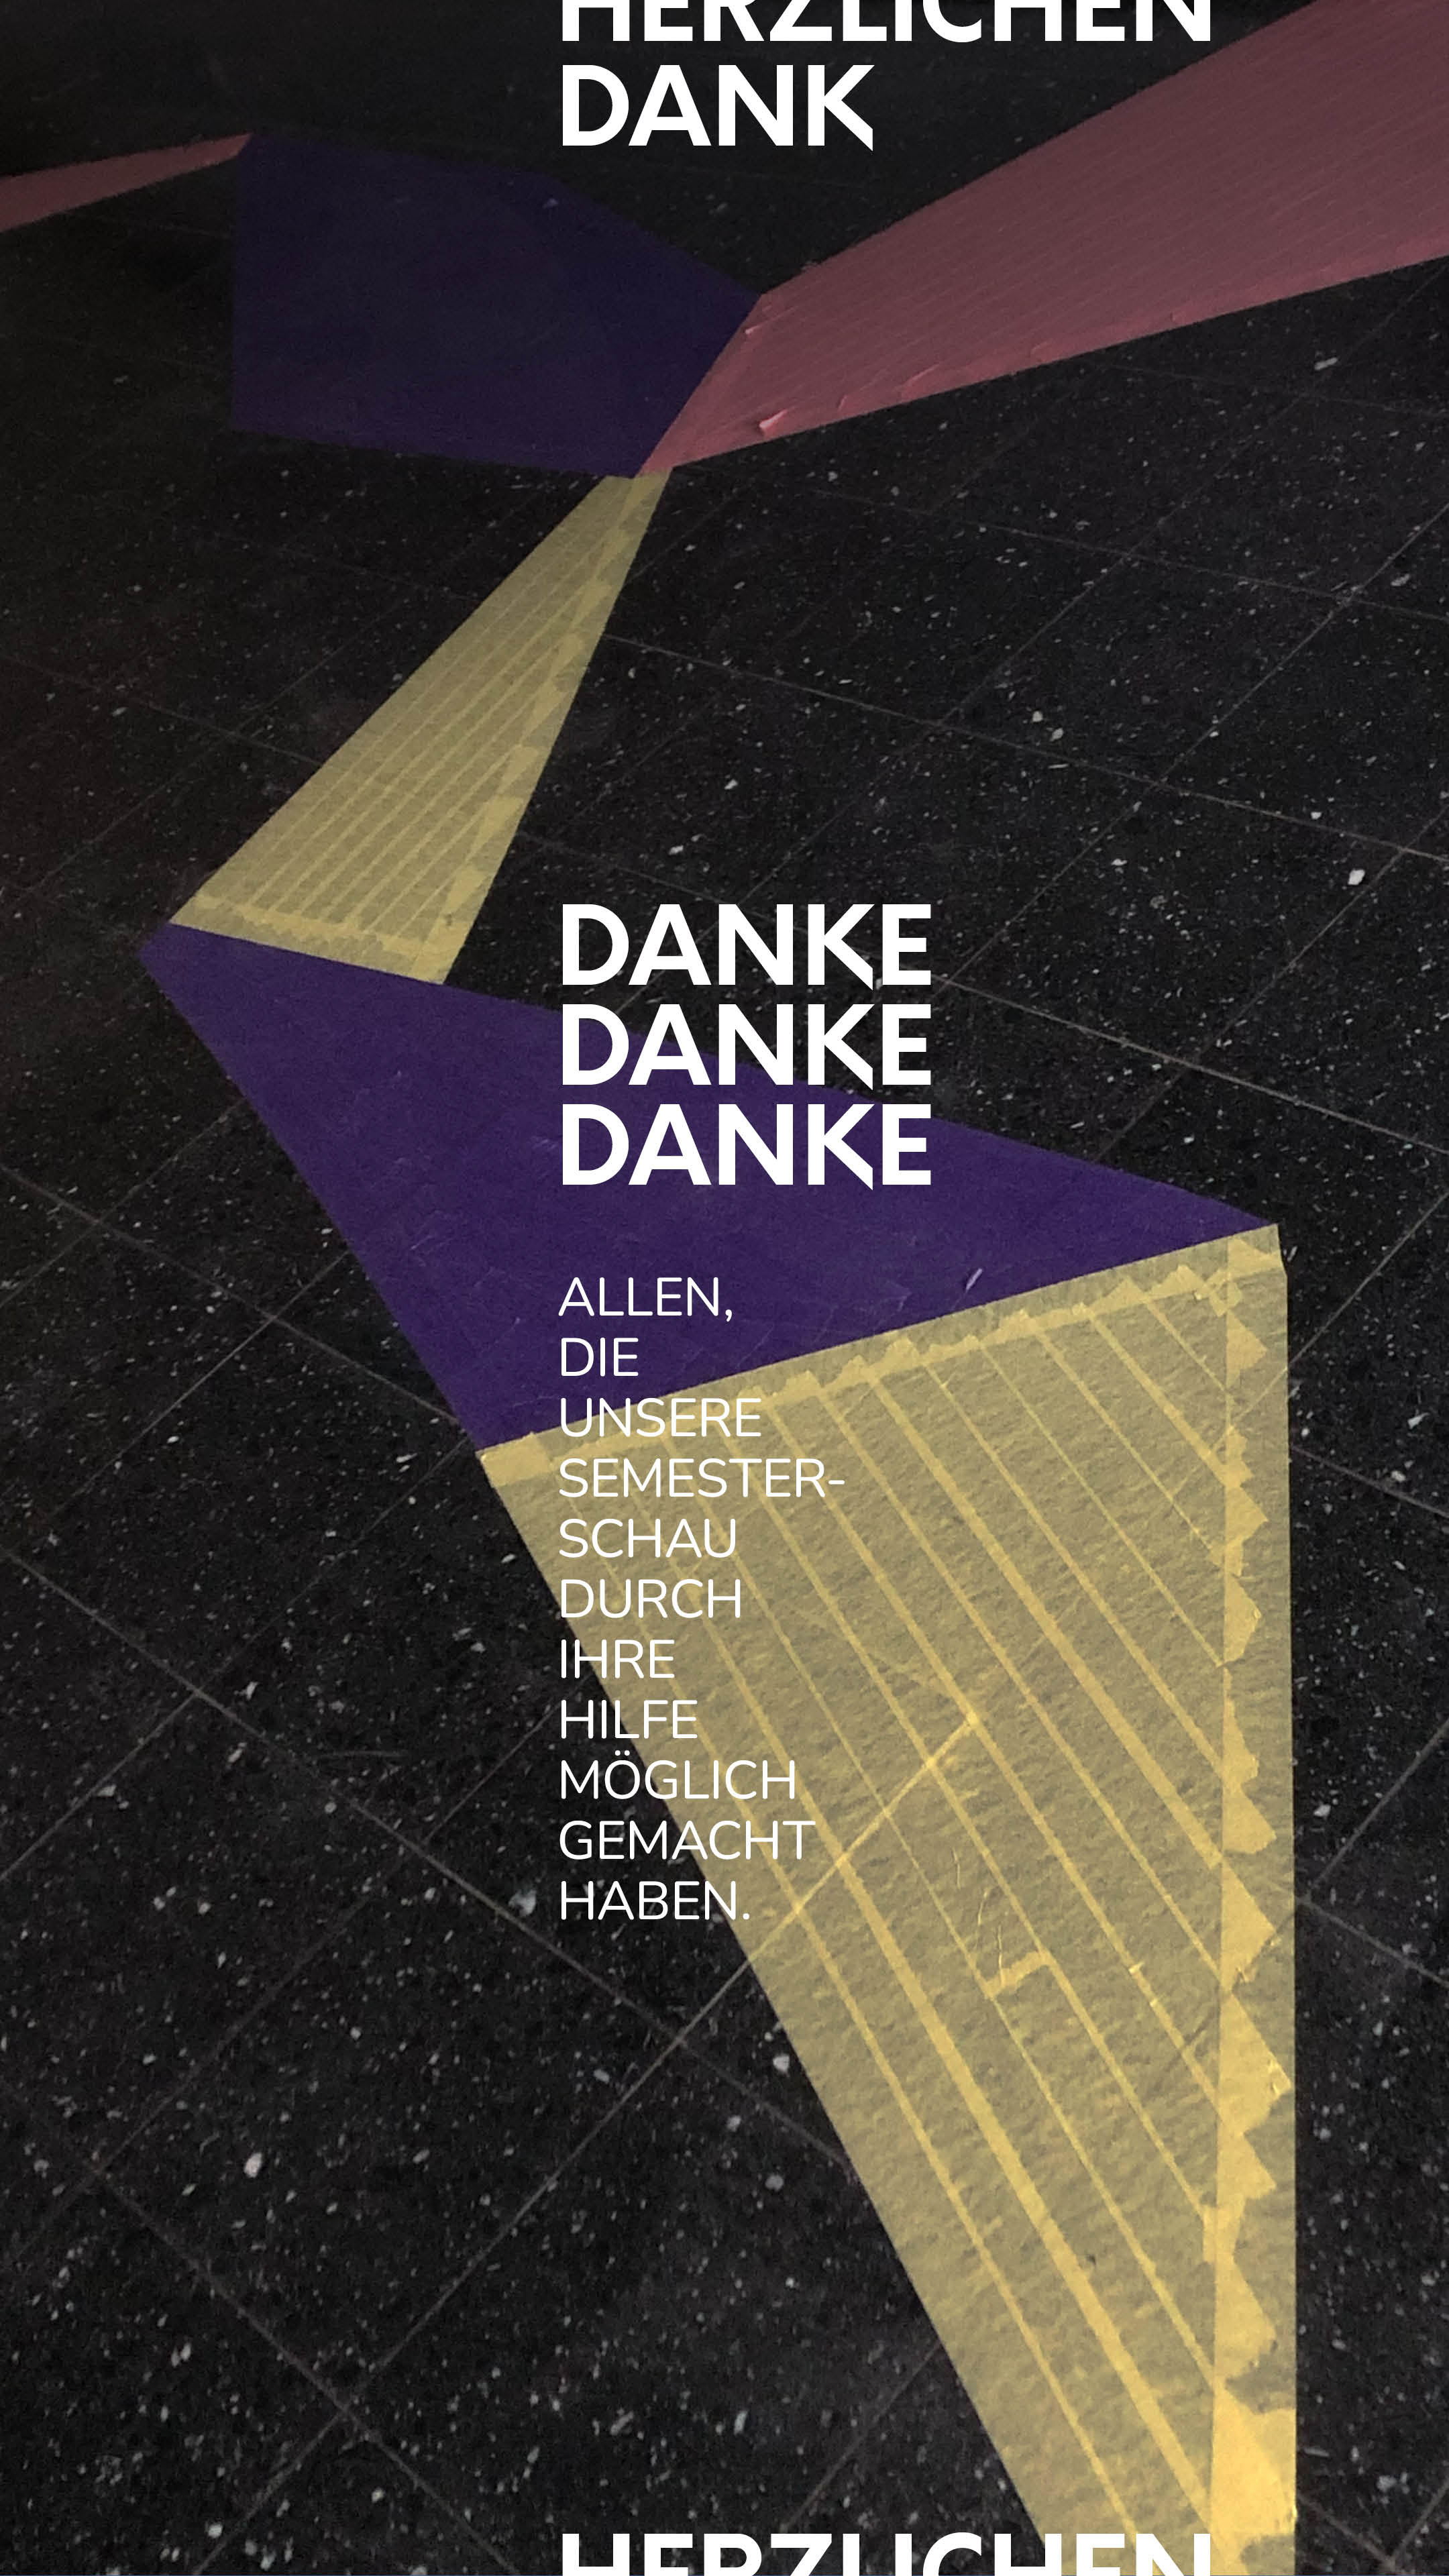 HERZLICHEN
DANK
DANKE
DANKE
DANKE
ALLEN,
DIE
UNSERE
SEMESTER-
SCHAU
DURCH
IHRE
HILFE
MÖGLICH
GEMACHT
HABEN.
HERZLICHEN